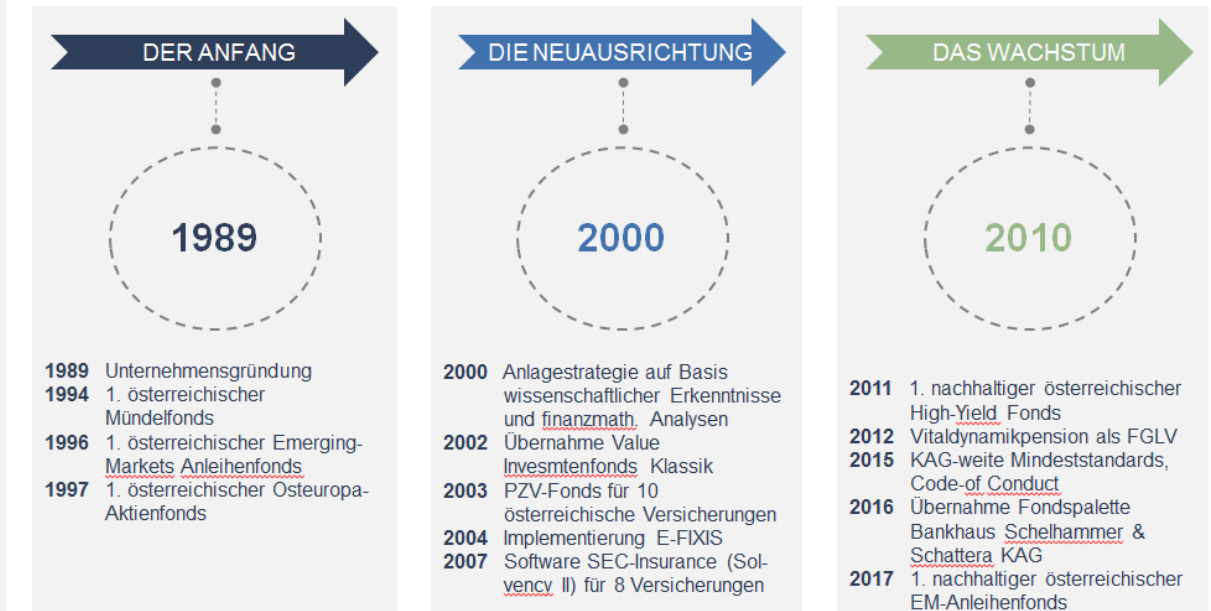 DER ANFANG
1989
1989 Unternehmensgründung
1994 1. österreichischer
Mündelfonds
1996 1. österreichischer Emerging-
Markets Anleihenfonds
1997 1. österreichischer Osteuropa-
Aktienfonds
DIE NEUAUSRICHTUNG
2000
2000 Anlagestrategie auf Basis
wissenschaftlicher Erkenntnisse
und finanzmath. Analysen
2002 Übernahme Value
Invesmtenfonds Klassik
2003 PZV-Fonds für 10
österreichische Versicherungen
2004 Implementierung E-FIXIS
2007 Software SEC-Insurance (Sol-
vency II) für 8 Versicherungen
DAS WACHSTUM
2010
2011 1. nachhaltiger österreichischer
High-Yield Fonds
2012 Vitaldynamikpension als FGLV
2015 KAG-weite Mindeststandards,
Code-of Conduct
2016 Übernahme Fondspalette
Bankhaus Schelhammer &
Schattera KAG
2017 1. nachhaltiger österreichischer
EM-Anleihenfonds